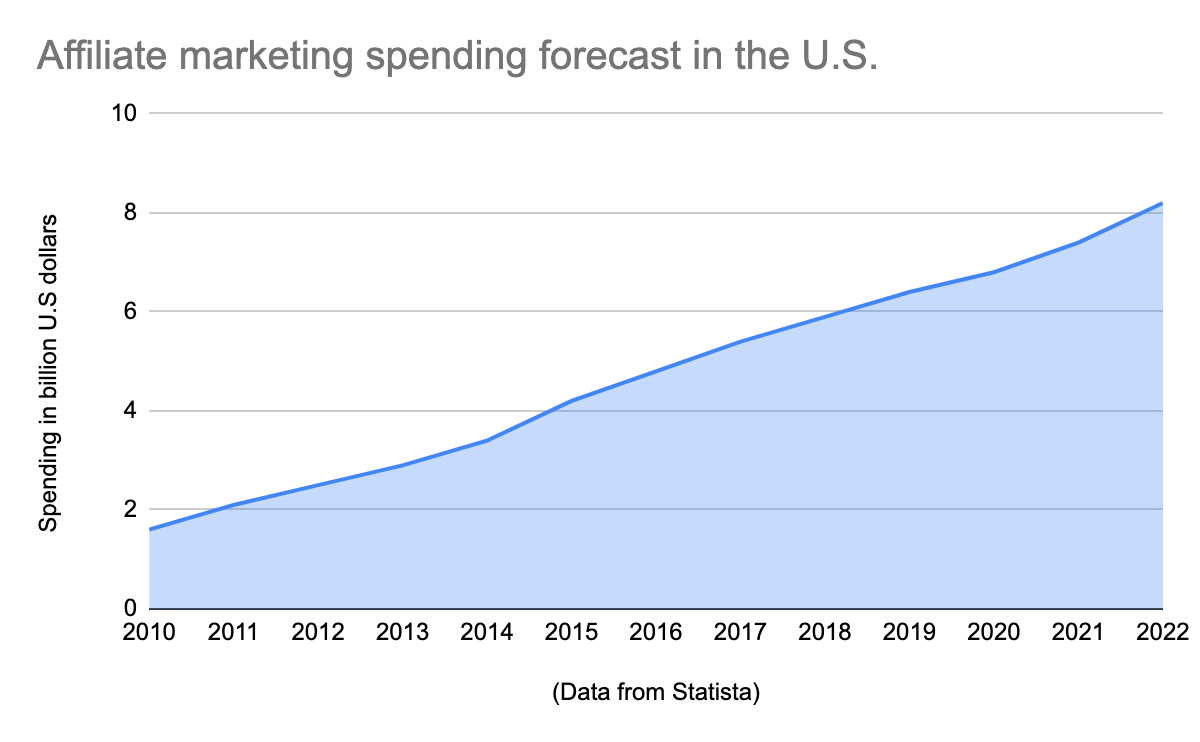 Affiliate marketing spending forecast in the U.S.
10
8
6
4
2
0
Spending in billion U.S dollars
2010 2011 2012 2013 2014 2015 2016 2017 2018 2019 2020 2021 2022
(Data from Statista)